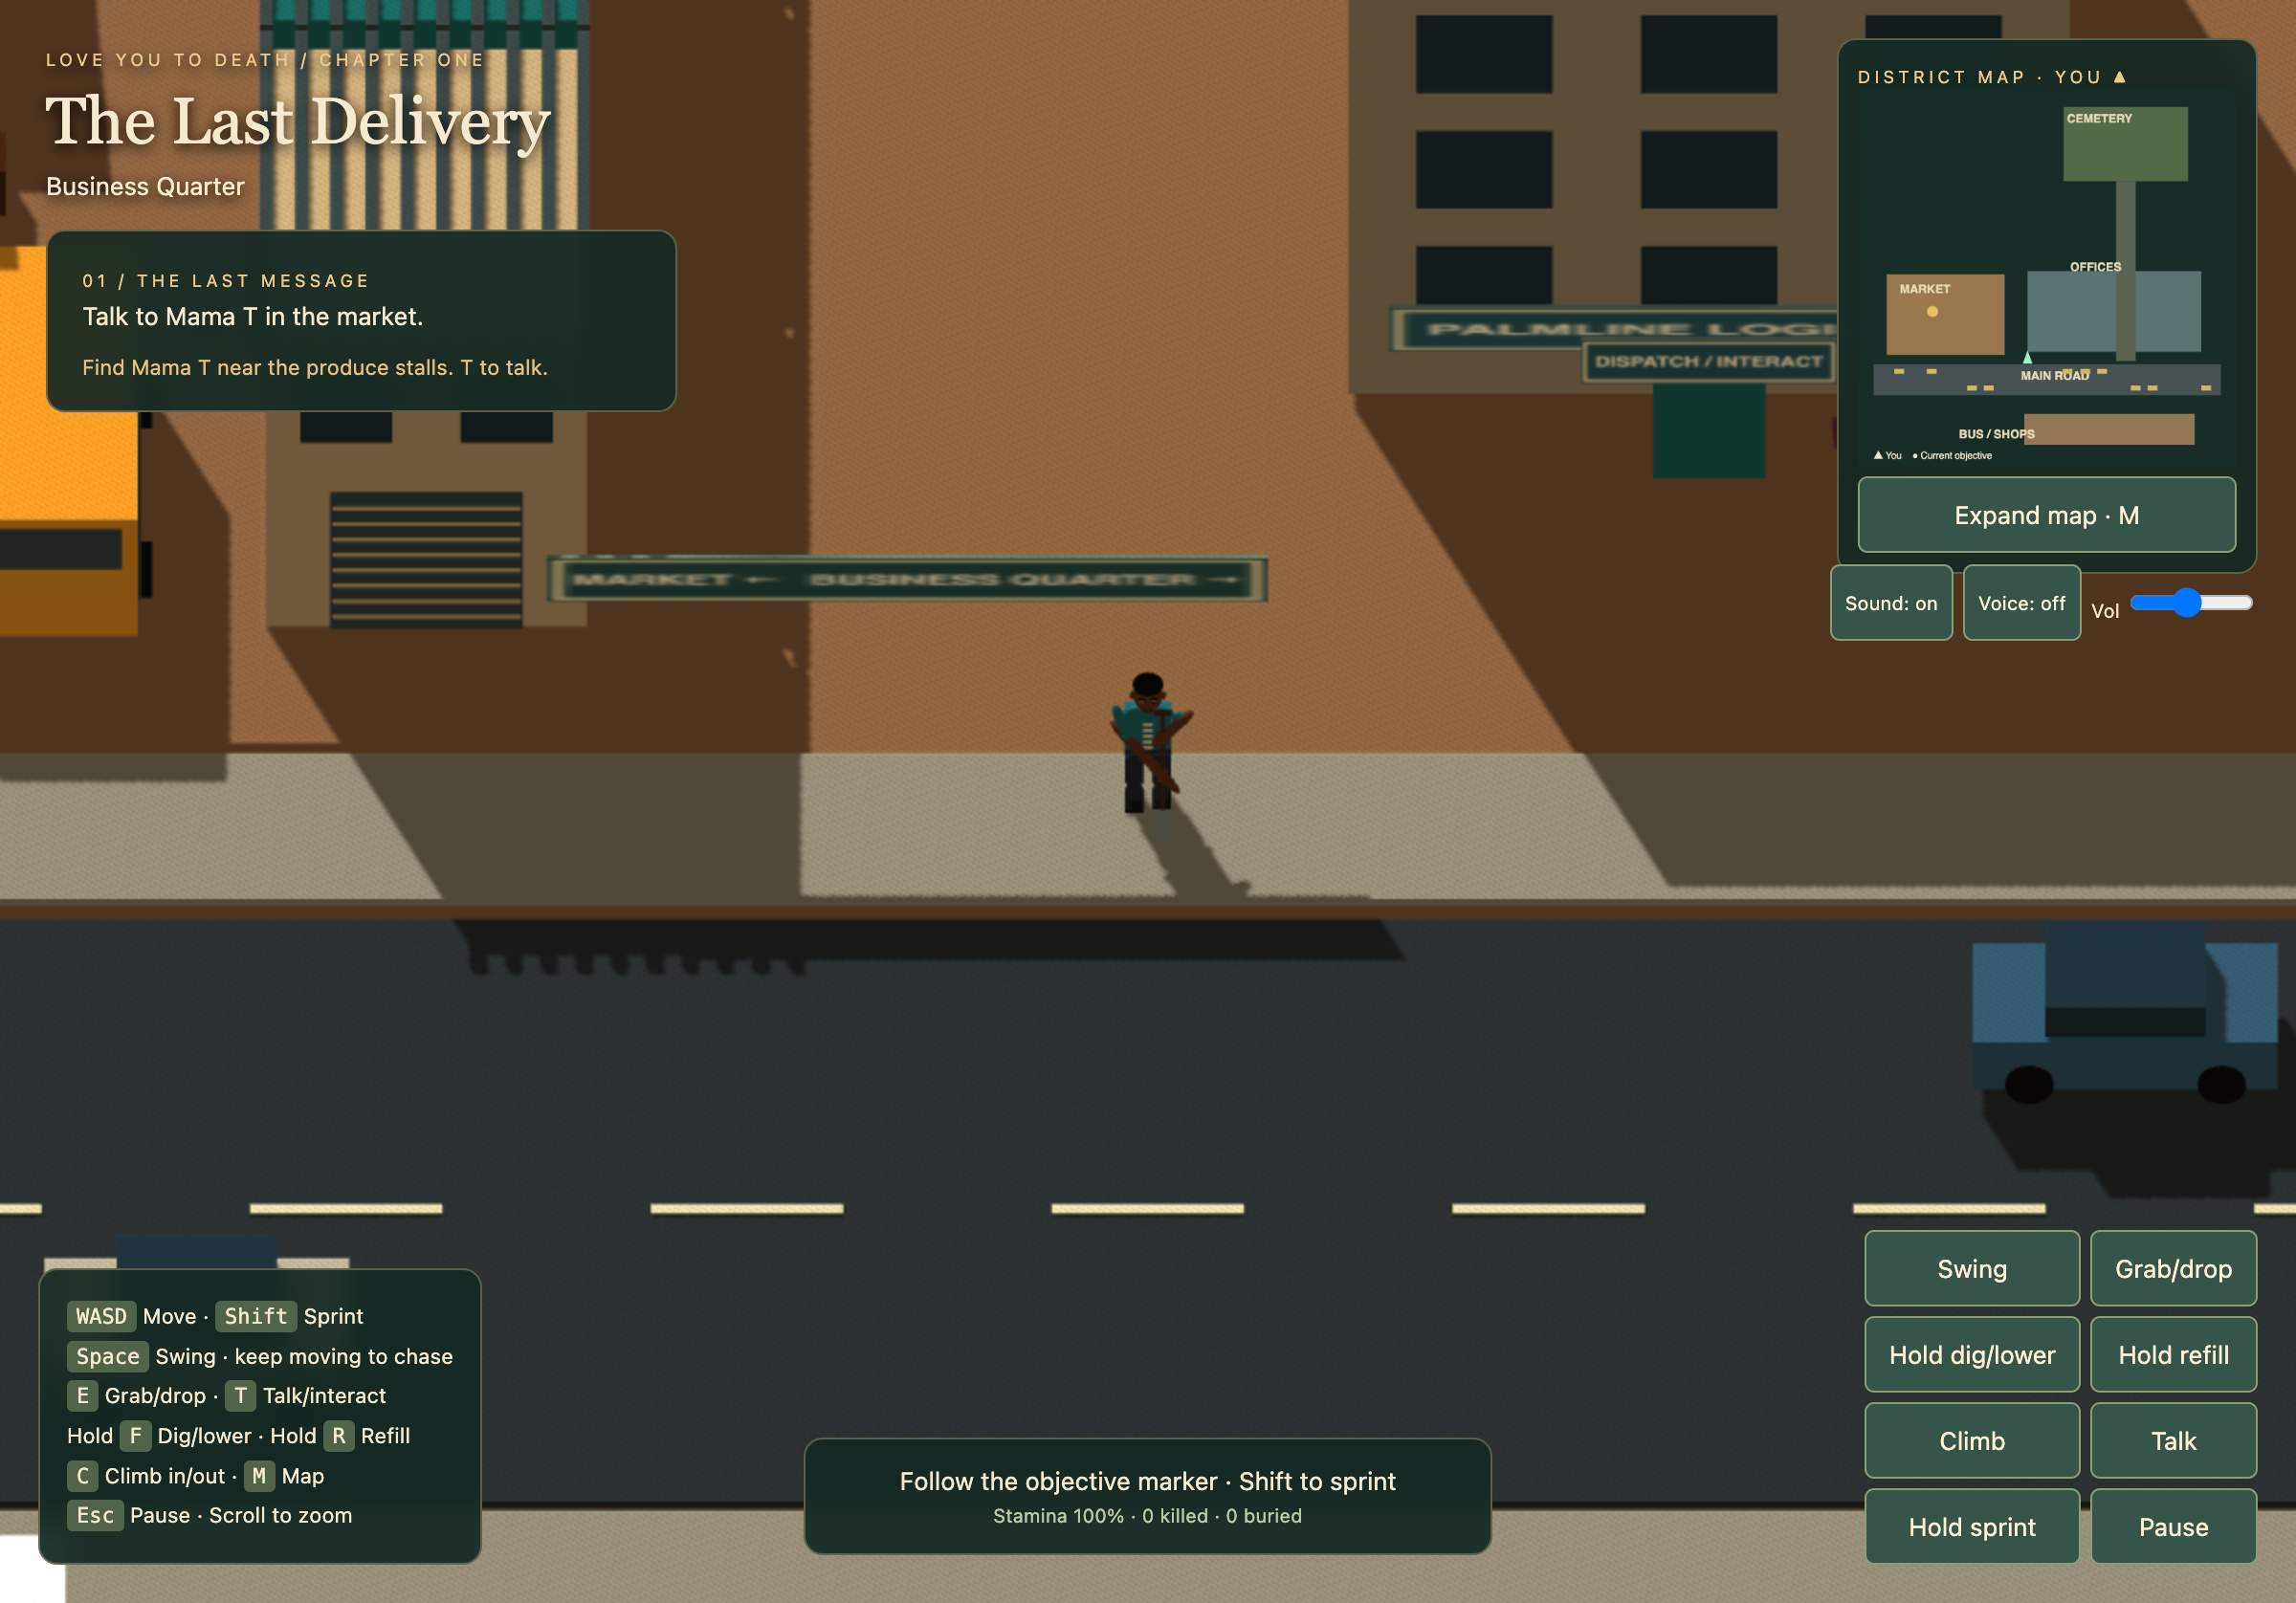 LOVE YOU TO DEATH / CHAPTER ONE
The Last Delivery
Business Quarter
01 / THE LAST MESSAGE
Talk to Mama T in the market.
Find Mama T near the produce stalls. T to talk.
DISTRICT MAP · YOU ▲
CEMETERY
OFFICES
MARKET
MAIN ROAD
BUS / SHOPS
▲ You ● Current objective
Expand map · M
Sound: on
Voice: off
Vol
PALMLINE
DISPATCH / INTERACT
MARKET ← BUSINESS QUARTER →
WASD Move · Shift Sprint
Space Swing · keep moving to chase
E Grab/drop · T Talk/interact
Hold F Dig/lower · Hold R Refill
C Climb in/out · M Map
Esc Pause · Scroll to zoom
Follow the objective marker · Shift to sprint
Stamina 100% · 0 killed · 0 buried
Swing
Grab/drop
Hold dig/lower
Hold refill
Climb
Talk
Hold sprint
Pause